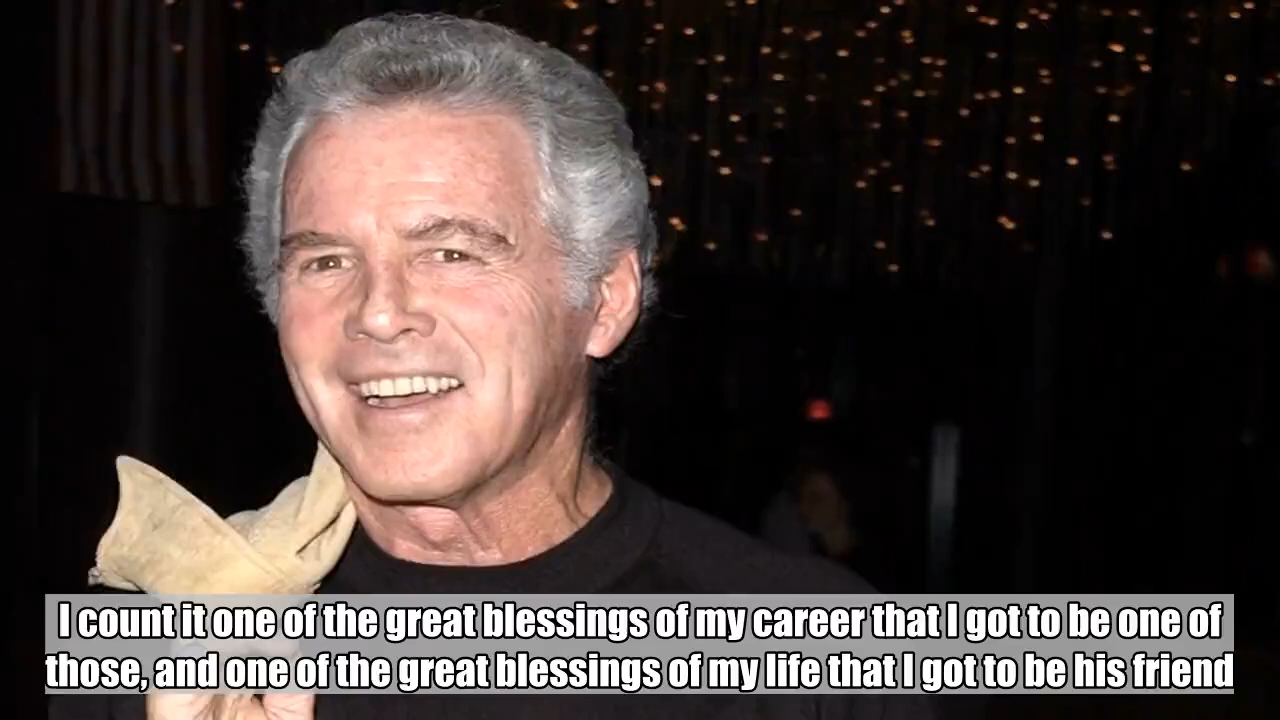 I count it one of the great blessings of my career that I got to be one of
those, and one of the great blessings of my life that I got to be his friend